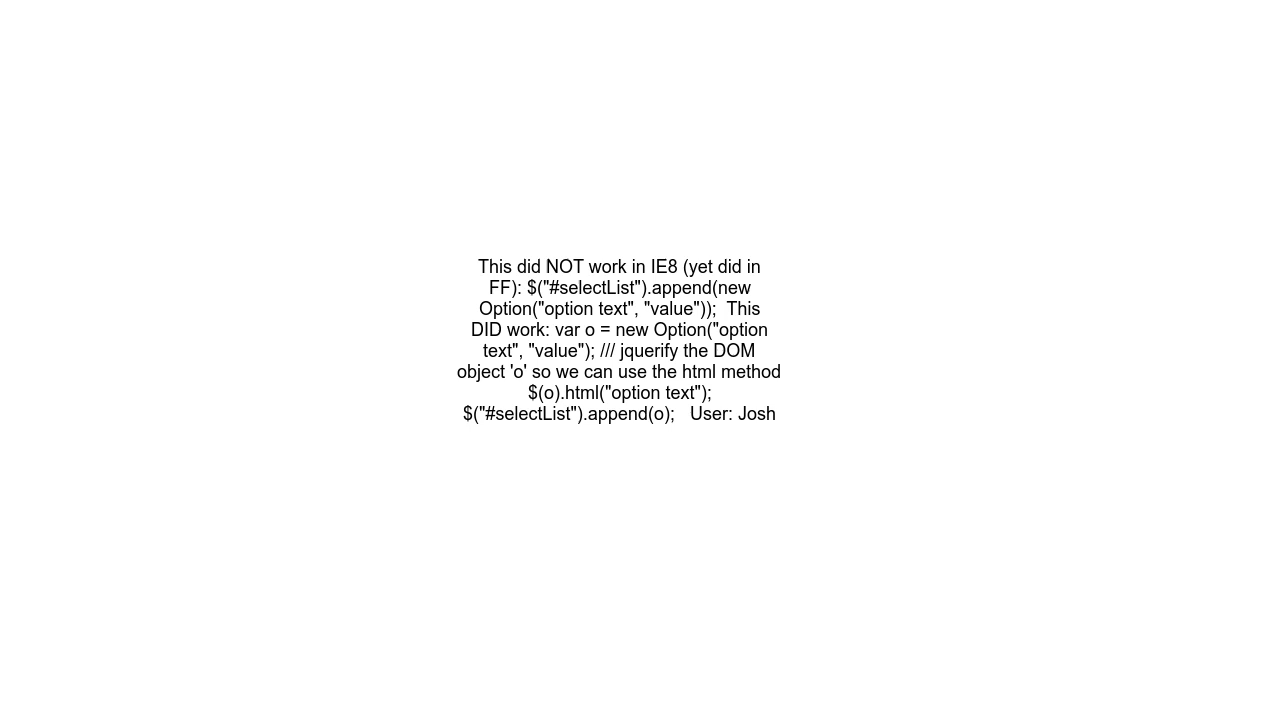 This did NOT work in IE8 (yet did in
FF): $("#selectList").append(new
Option("option text", "value"));  This
DID work: var o = new Option("option
text", "value"); /// jquerify the DOM
object 'o' so we can use the html method
$(o).html("option text");
$("#selectList").append(o);   User: Josh